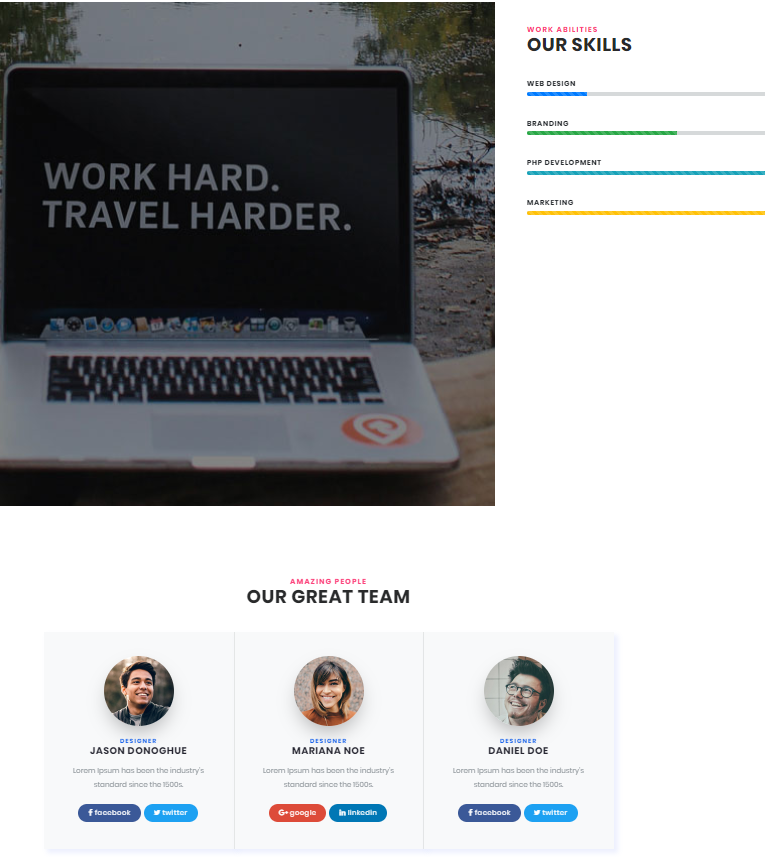 WORK HARD.
TRAVEL HARDER.
WORK ABILITIES
OUR SKILLS
WEB DESIGN
BRANDING
PHP DEVELOPMENT
MARKETING
AMAZING PEOPLE
OUR GREAT TEAM
DESIGNER
JASON DONOGHUE
Lorem Ipsum has been the industry's
standard since the 1500s.
facebook twitter
DESIGNER
MARIANA NOE
Lorem Ipsum has been the industry's
standard since the 1500s.
google linkedin
DESIGNER
DANIEL DOE
Lorem Ipsum has been the industry's
standard since the 1500s.
facebook twitter